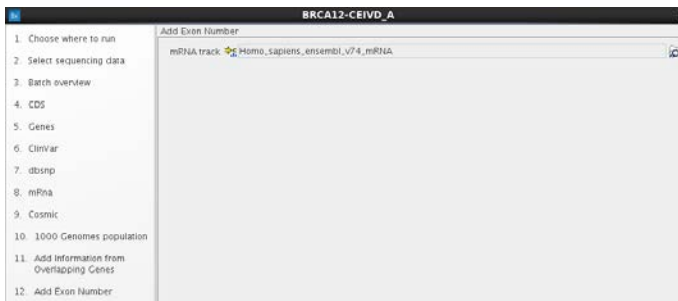 BRCA12-CEIVD_A
1. Choose where to run
2. Select sequencing data
3. Batch overview
4. CDS
5. Genes
6. ClinVar
7. dbsnp
8. mRna
9. Cosmic
10. 1000 Genomes population
11. Add Information from
Overlapping Genes
12. Add Exon Number
Add Exon Number
mRNA track Homo_sapiens_ensembl_v74_mRNA